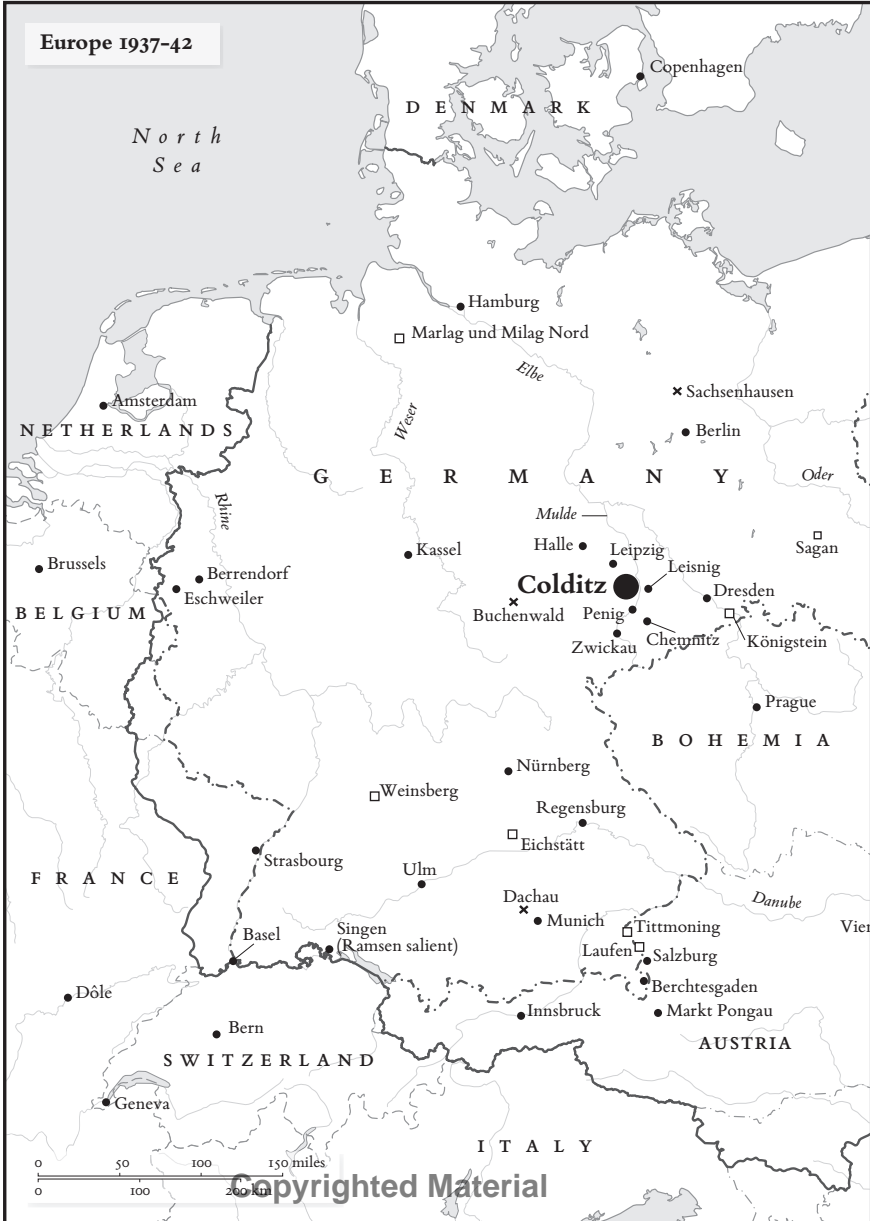 Europe 1937-42
Copenhagen
DENMARK
North
Sea
Hamburg
Marlag und Milag Nord
Elbe
Sachsenhausen
Amsterdam
Weser
NETHERLANDS
Berlin
GERMANY
Oder
Rhine
Mulde
Sagan
Halle
Leipzig
Kassel
Brussels
Leisnig
Berrendorf
Colditz
Eschweiler
Dresden
BELGIUM
Buchenwald
Penig
Chemnitz
Königstein
Zwickau
Prague
BOHEMIA
Nürnberg
Weinsberg
Regensburg
Eichstätt
Strasbourg
Ulm
FRANCE
Dachau
Danube
Munich
Tittmoning
Vien
Basel
Singen
(Ramsen salient)
Laufen
Salzburg
Berchtesgaden
Dôle
Innsbruck
Markt Pongau
Bern
AUSTRIA
SWITZERLAND
Geneva
ITALY
0 50 100 150 miles
0 100 200 km
Copyrighted Material